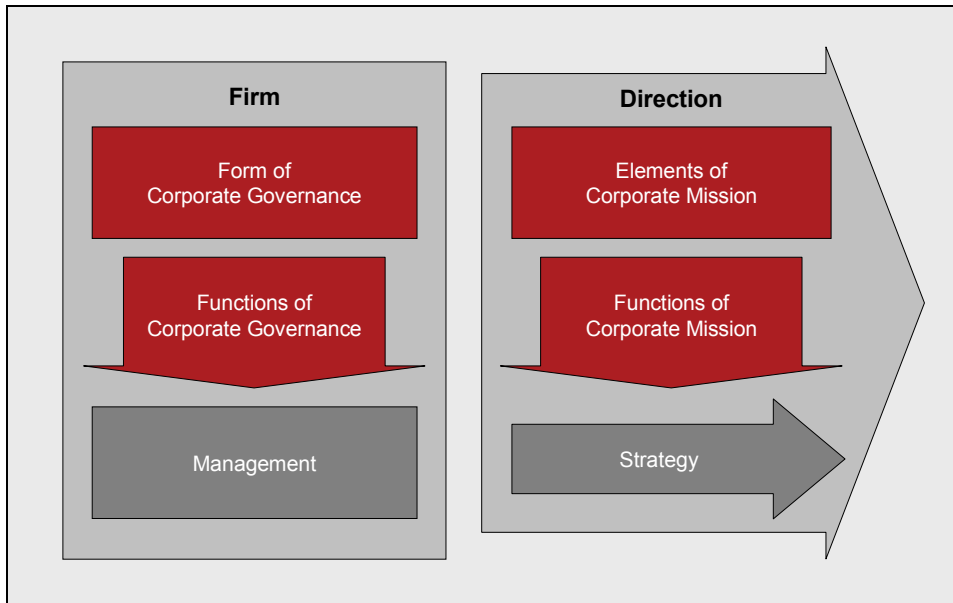 Firm
Form of
Corporate Governance
Functions of
Corporate Governance
Management
Direction
Elements of
Corporate Mission
Functions of
Corporate Mission
Strategy